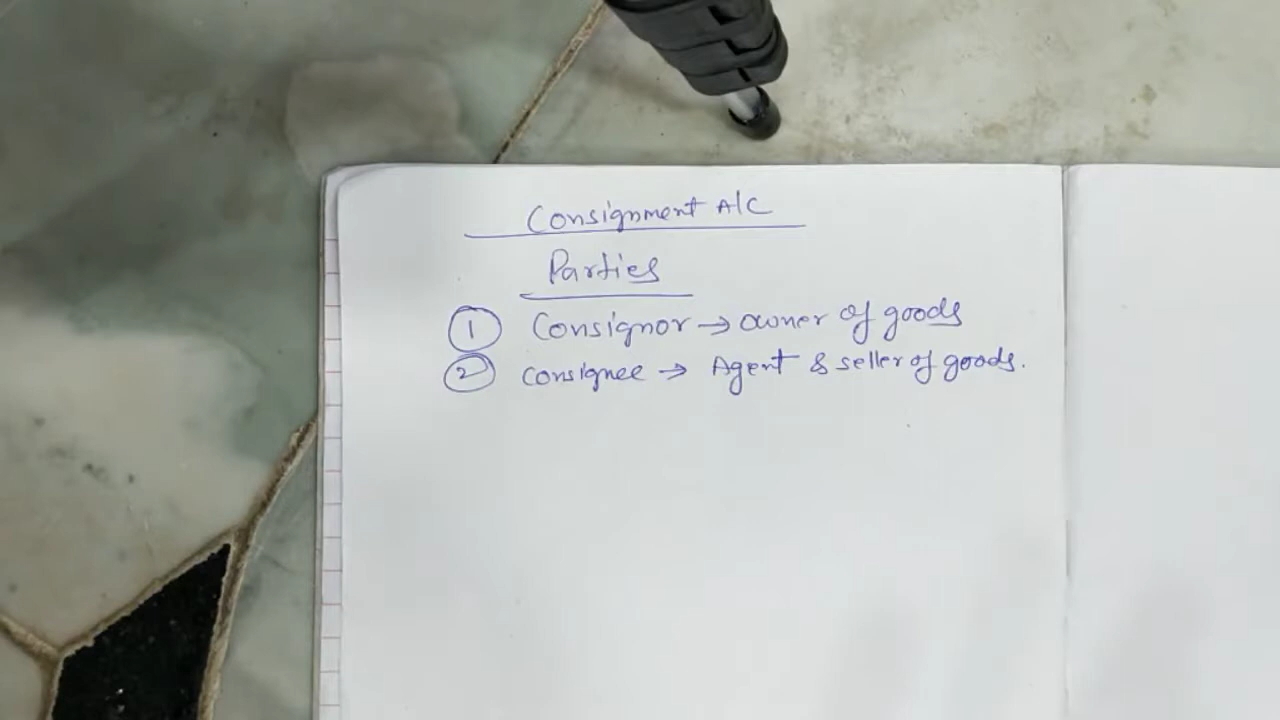 Consignment A/C
Parties
1 Consignor → owner of goods
2 consignee → Agent & seller of goods.